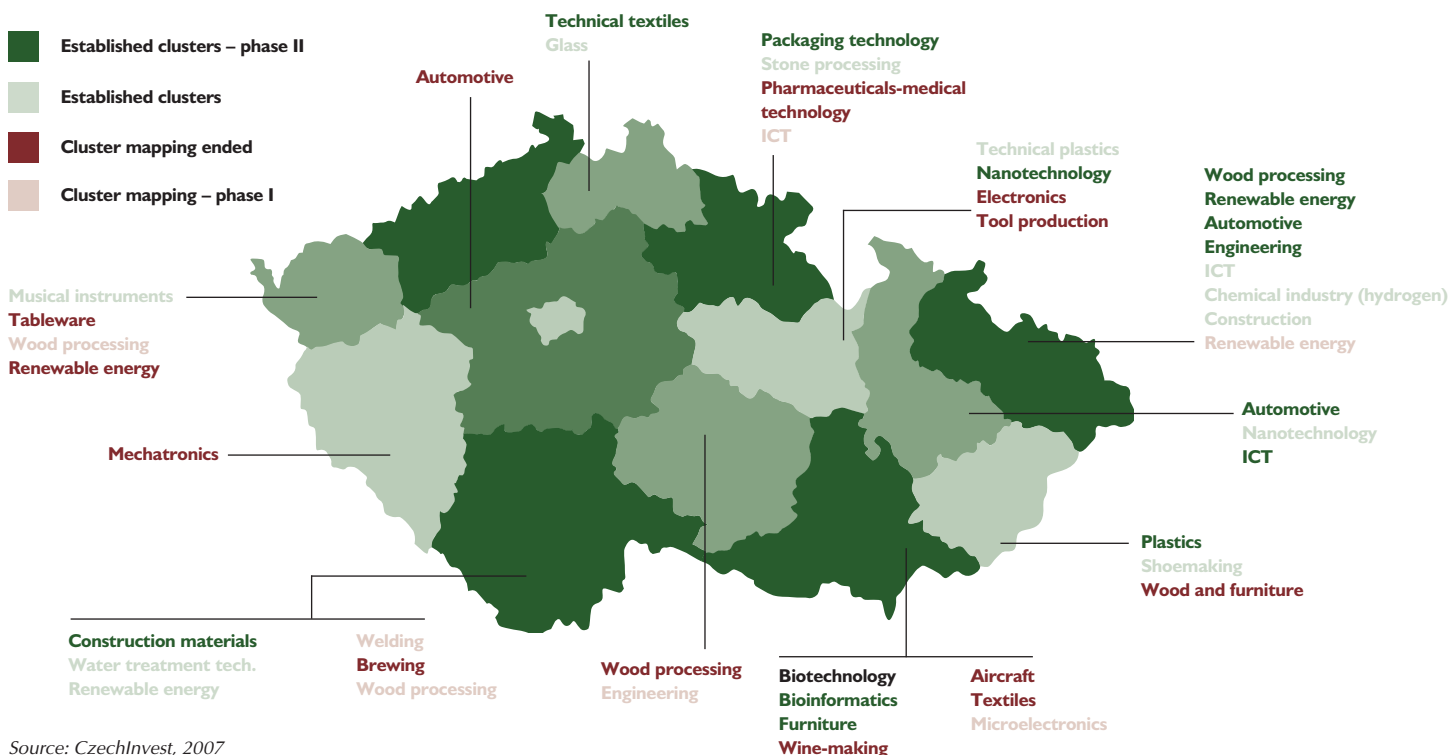 Established clusters – phase II
Established clusters
Cluster mapping ended
Cluster mapping – phase I
Technical textiles
Glass
Automotive
Packaging technology
Stone processing
Pharmaceuticals-medical
technology
ICT
Technical plastics
Nanotechnology
Electronics
Tool production
Wood processing
Renewable energy
Automotive
Engineering
ICT
Chemical industry (hydrogen)
Construction
Renewable energy
Musical instruments
Tableware
Wood processing
Renewable energy
Mechatronics
Automotive
Nanotechnology
ICT
Plastics
Shoemaking
Wood and furniture
Construction materials
Water treatment tech.
Renewable energy
Welding
Brewing
Wood processing
Wood processing
Engineering
Biotechnology
Bioinformatics
Furniture
Wine-making
Aircraft
Textiles
Microelectronics
Source: CzechInvest, 2007